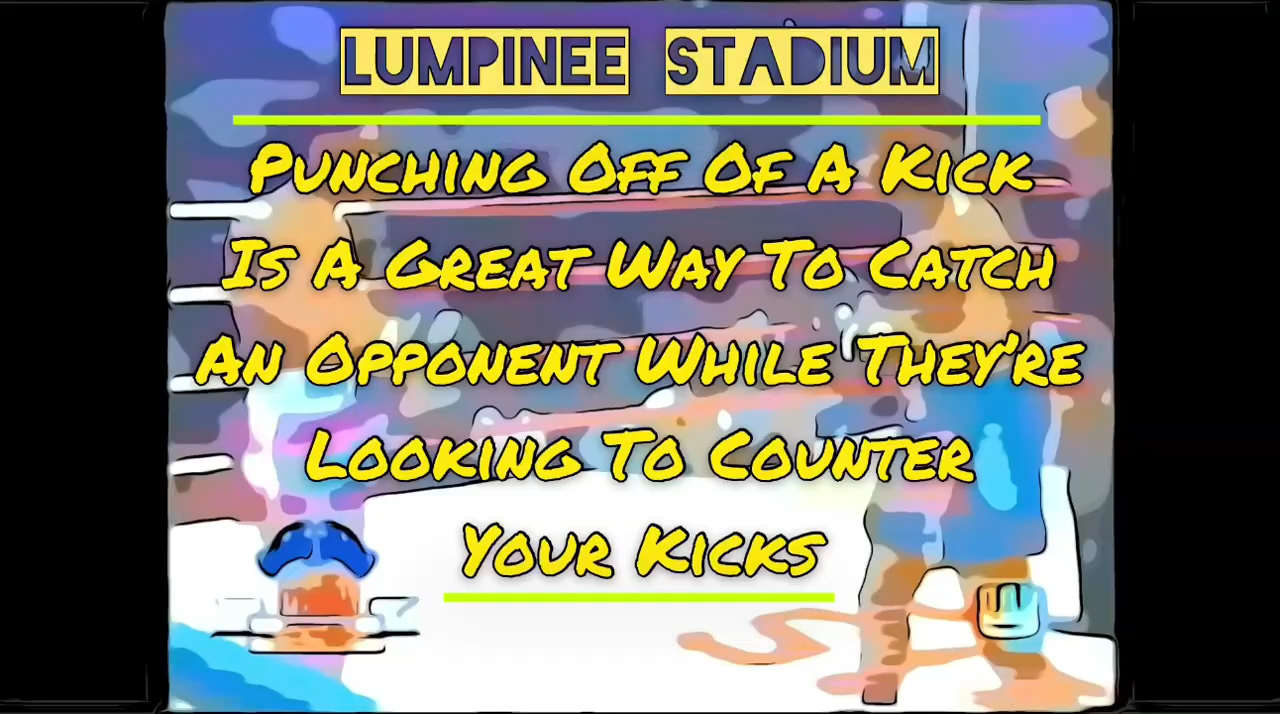 LUMPINEE STADIUM
PUNCHING OFF OF A KICK
IS A GREAT WAY TO CATCH
AN OPPONENT WHILE THEY'RE
LOOKING TO COUNTER
YOUR KICKS